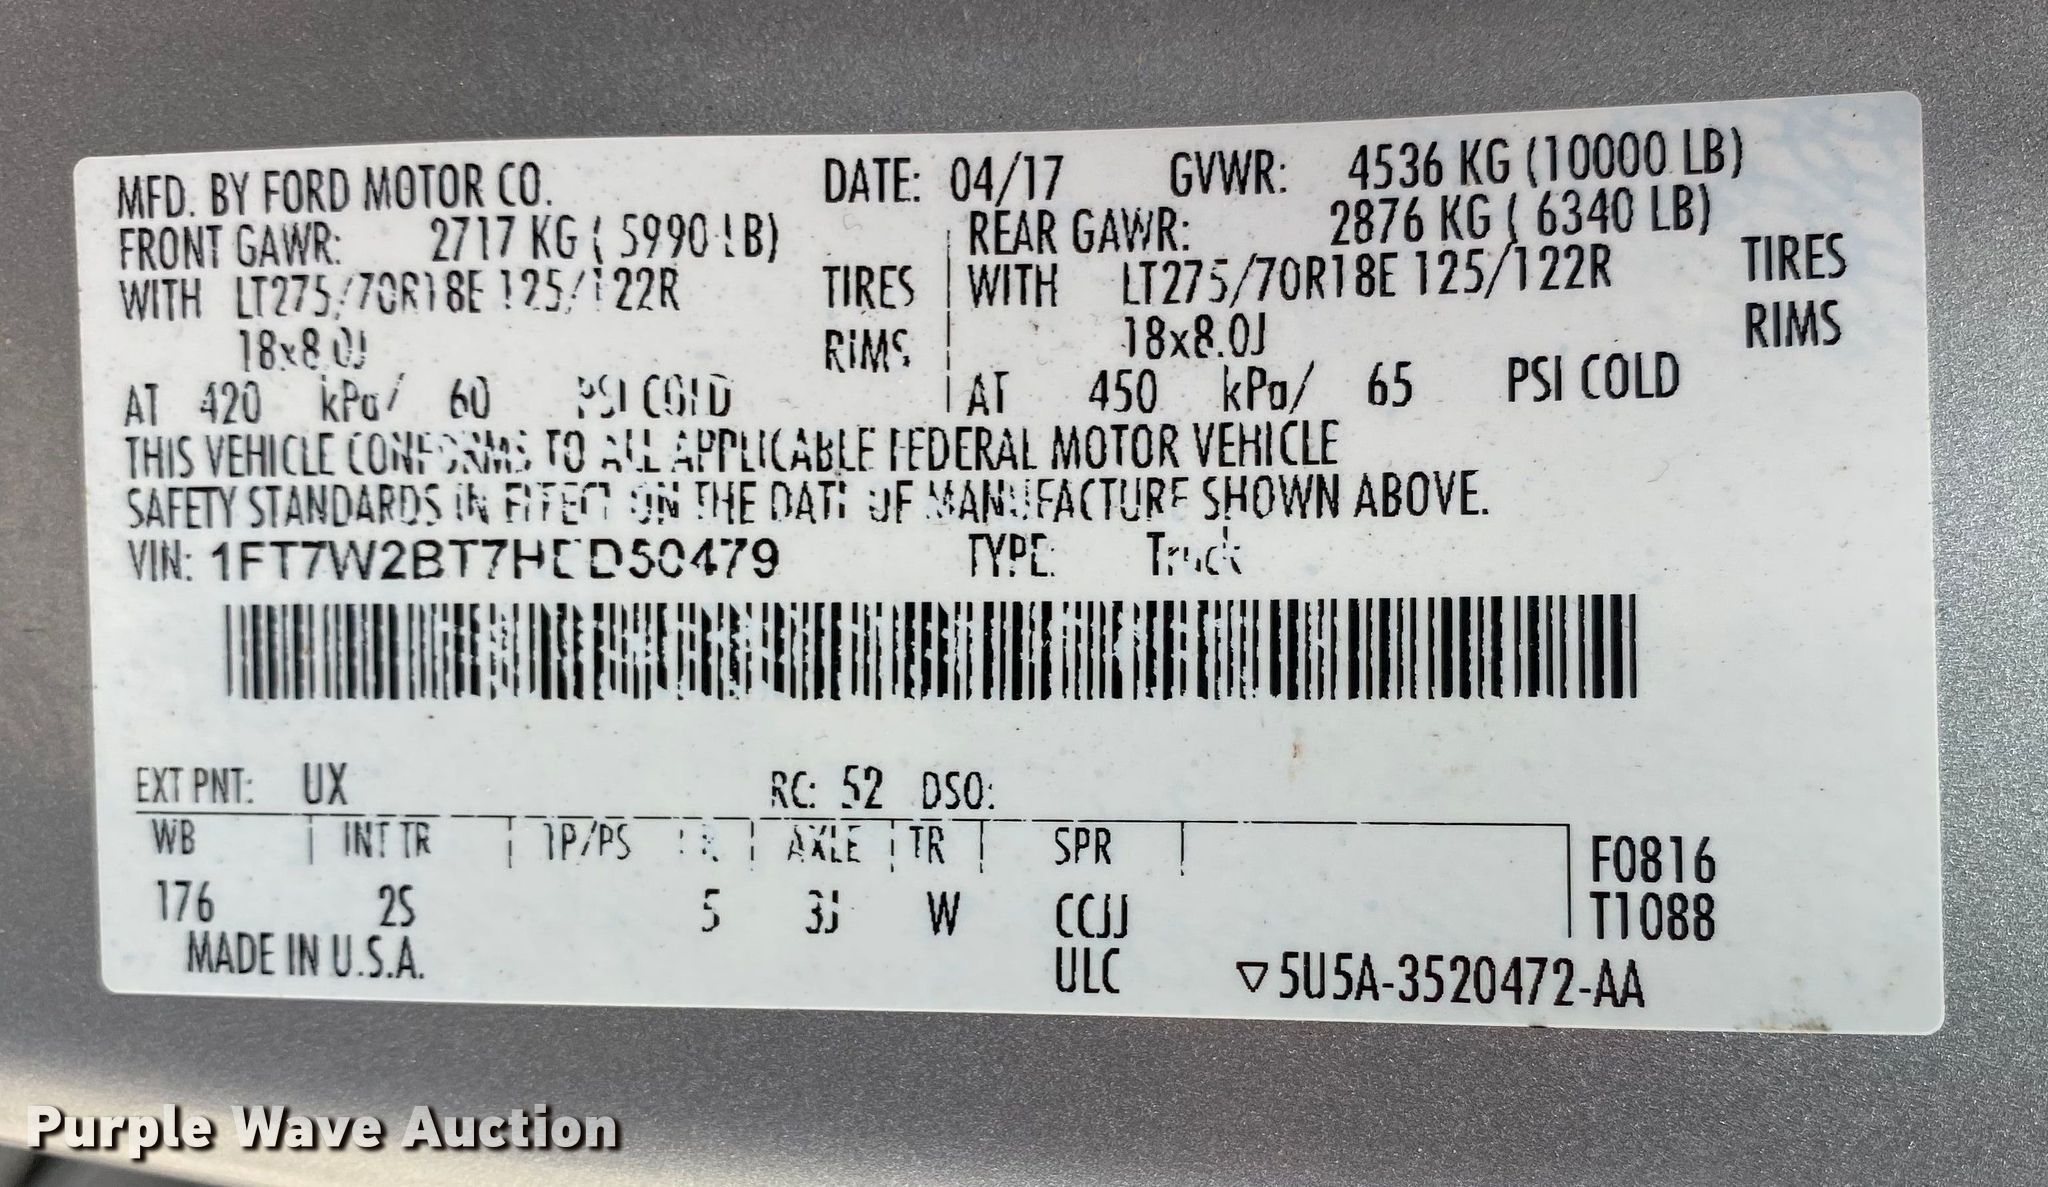 MFD. BY FORD MOTOR CO. DATE: 04/17 GVWR: 4536 KG (10000 LB)
FRONT GAWR: 2717 KG ( 5990 LB) REAR GAWR: 2876 KG ( 6340 LB)
WITH LT275/70R18E 125/122R TIRES WITH LT275/70R18E 125/122R TIRES
18x8.0J RIMS 18x8.0J RIMS
AT 420 kPa/ 60 PSI COLD AT 450 kPa/ 65 PSI COLD
THIS VEHICLE CONFORMS TO ALL APPLICABLE FEDERAL MOTOR VEHICLE
SAFETY STANDARDS IN EFFECT ON THE DATE OF MANUFACTURE SHOWN ABOVE.
VIN: 1FT7W2BT7HED50479 TYPE: Truck
EXT PNT: UX RC: 52 DSO:
WB INT TR TP/PS R AXLE TR SPR F0816
176 2S 5 3J W CCJJ T1088
MADE IN U.S.A. ULC ▽5U5A-3520472-AA
Purple Wave Auction